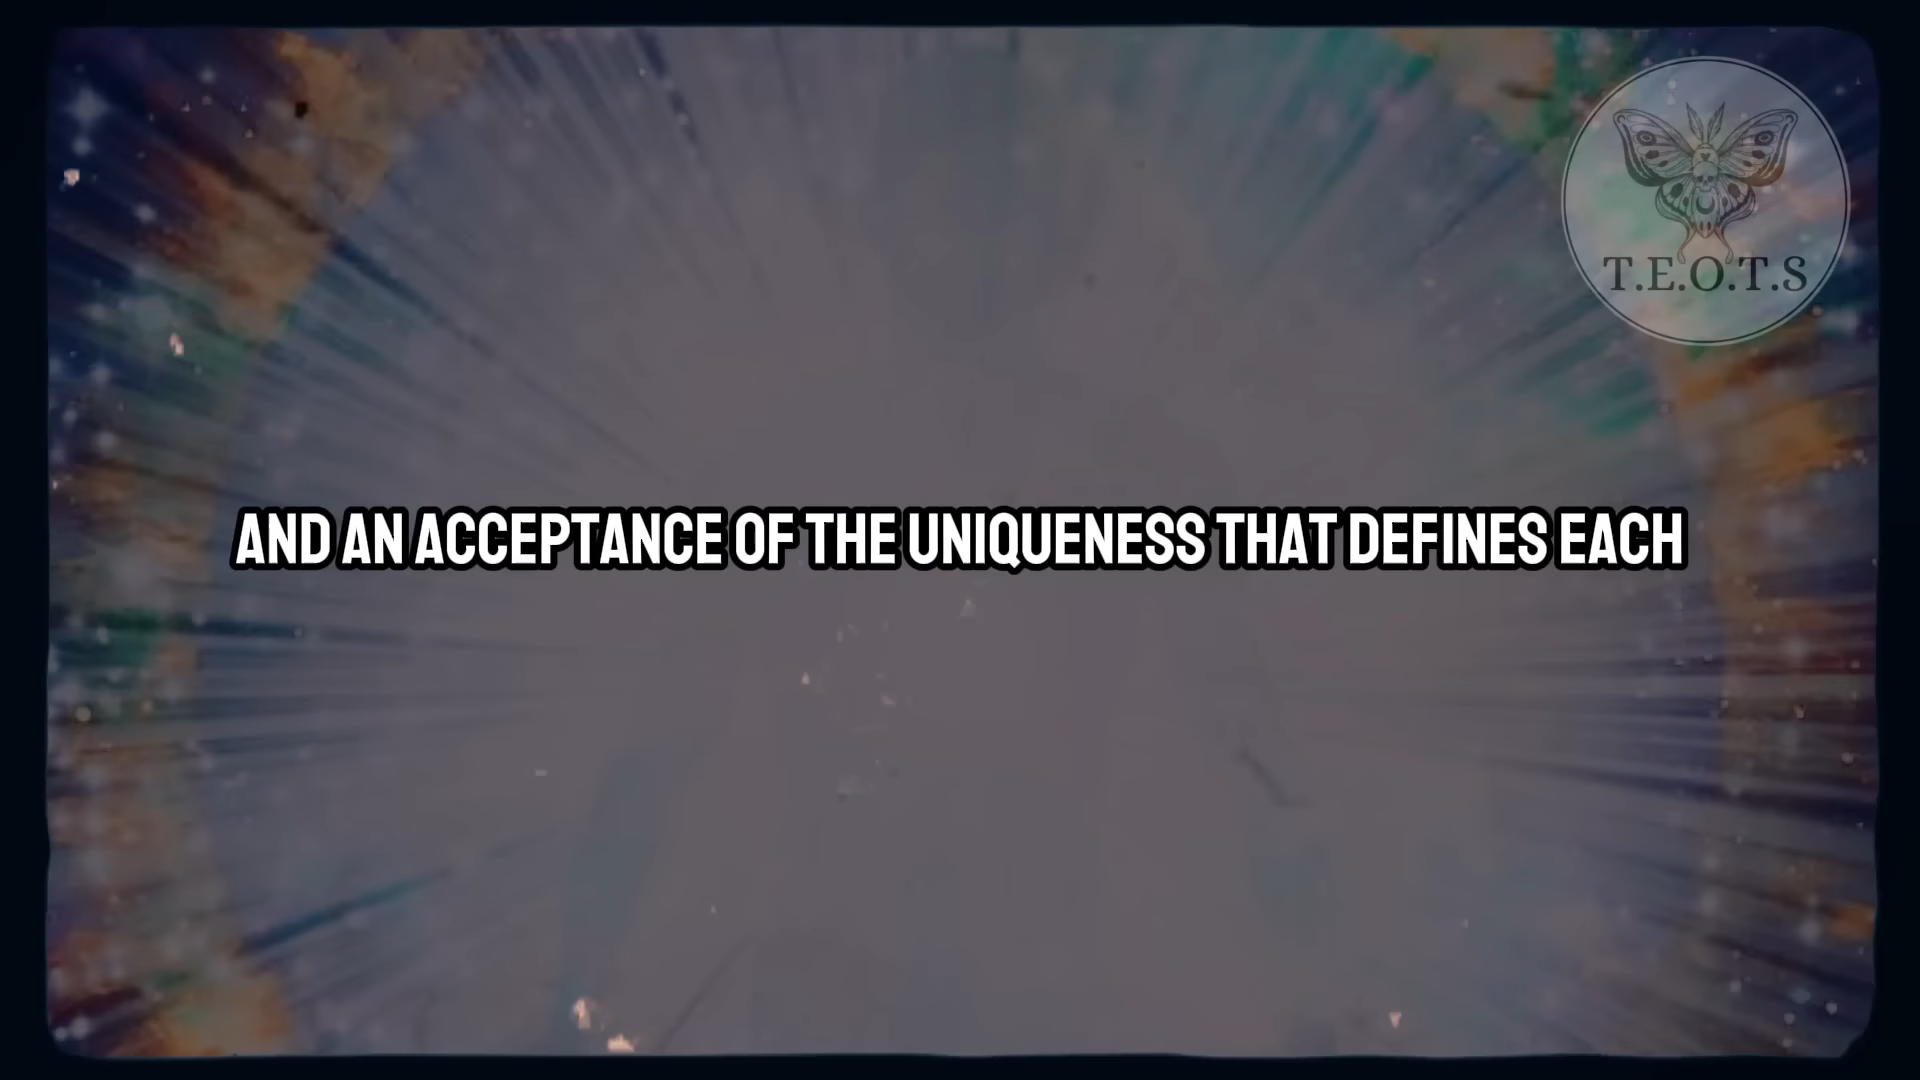 T.E.O.T.S
AND AN ACCEPTANCE OF THE UNIQUENESS THAT DEFINES EACH